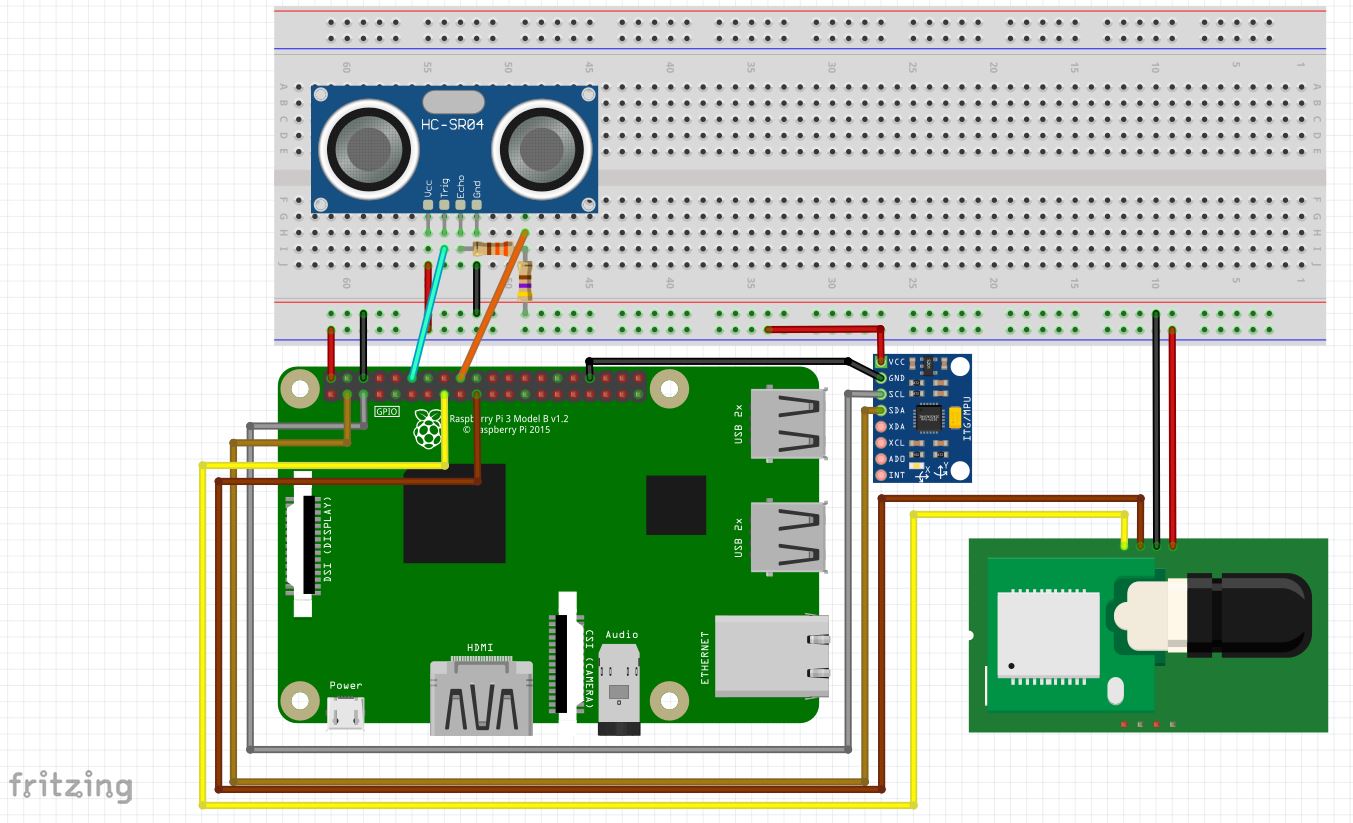 60
55
50
45
40
35
30
25
20
15
10
5
1
A
B
C
D
E
A
B
C
D
E
HC-SR04
Vcc
Trig
Echo
Gnd
F
G
H
I
J
F
G
H
I
J
60
45
40
35
30
25
20
15
10
5
1
VCC
GND
SCL
SDA
XDA
XCL
ADO
INT
ITG/MPU
X
Y
GPIO
Raspberry Pi 3 Model B v1.2
© Raspberry Pi 2015
USB 2x
USB 2x
DSI (DISPLAY)
CSI (CAMERA)
ETHERNET
Audio
HDMI
Power
fritzing